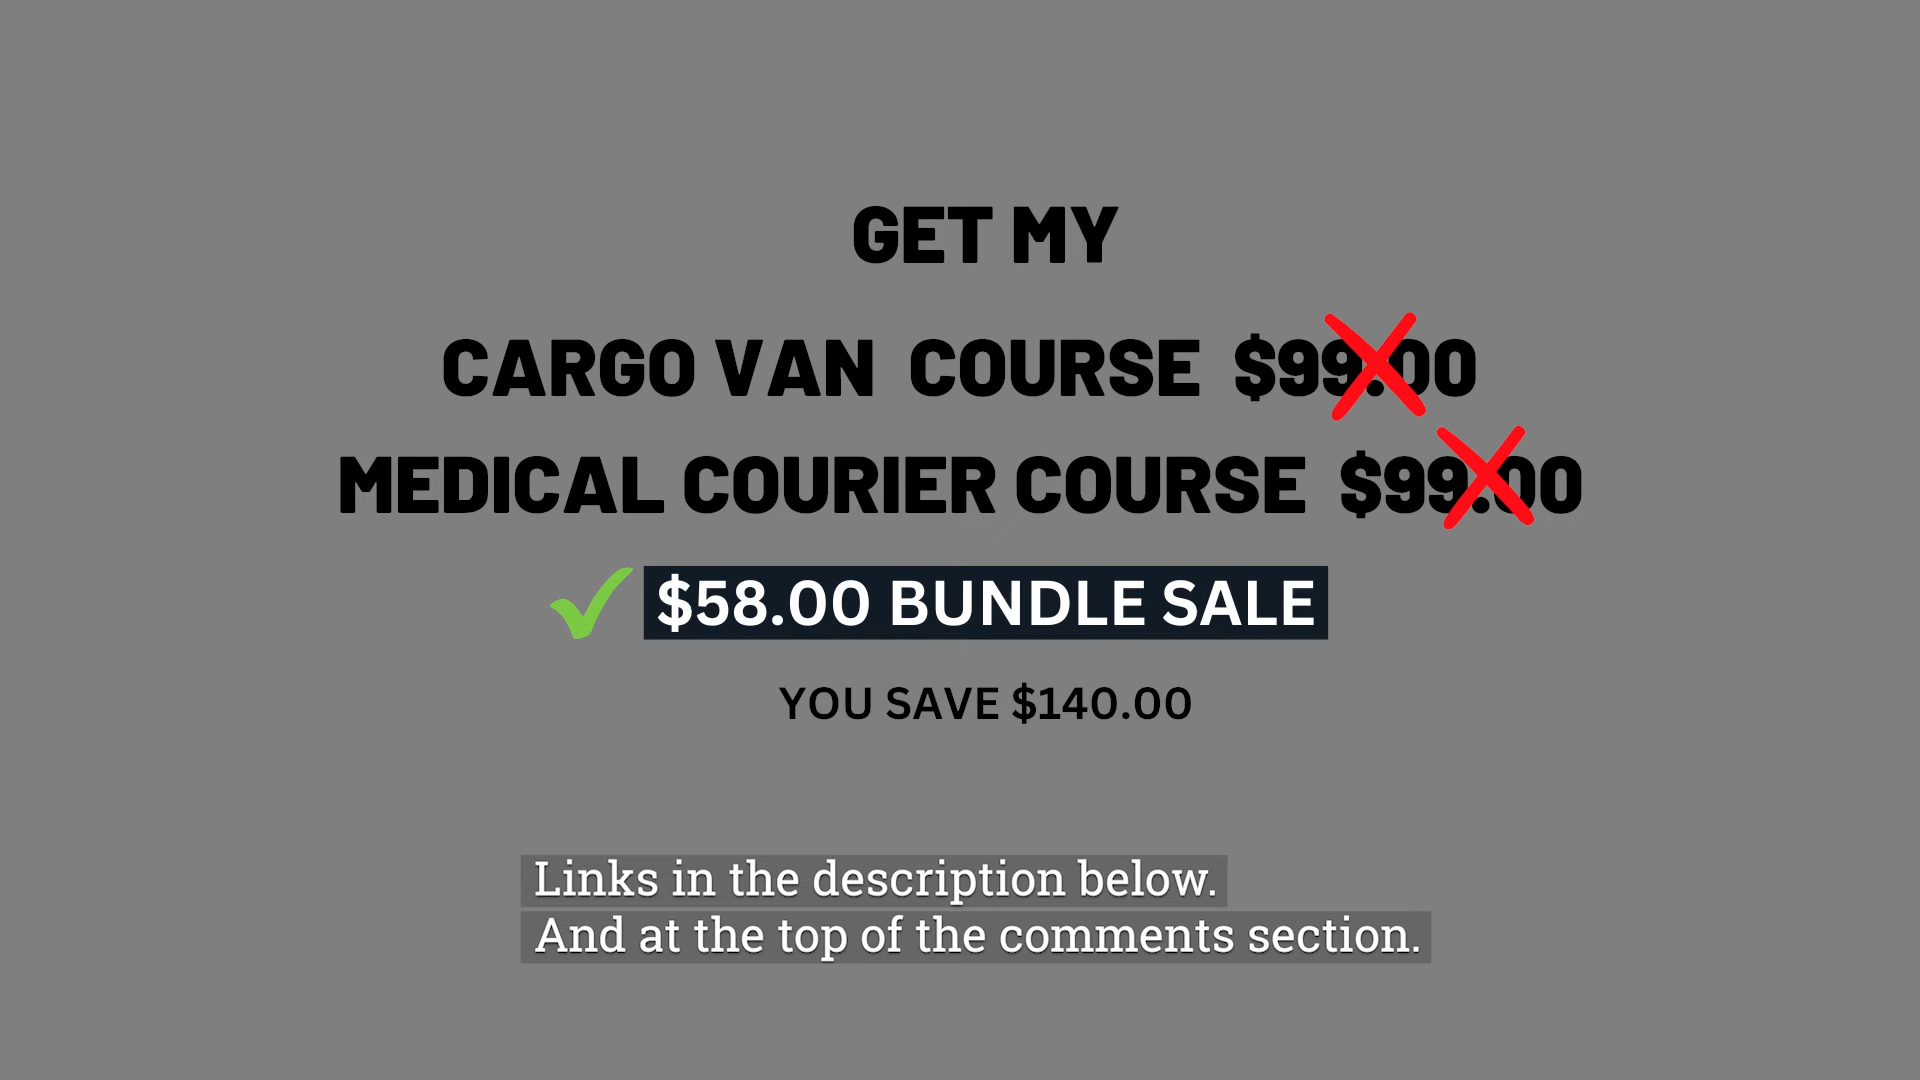 GET MY
CARGO VAN COURSE $99.00
MEDICAL COURIER COURSE $99.00
$58.00 BUNDLE SALE
YOU SAVE $140.00
Links in the description below.
And at the top of the comments section.